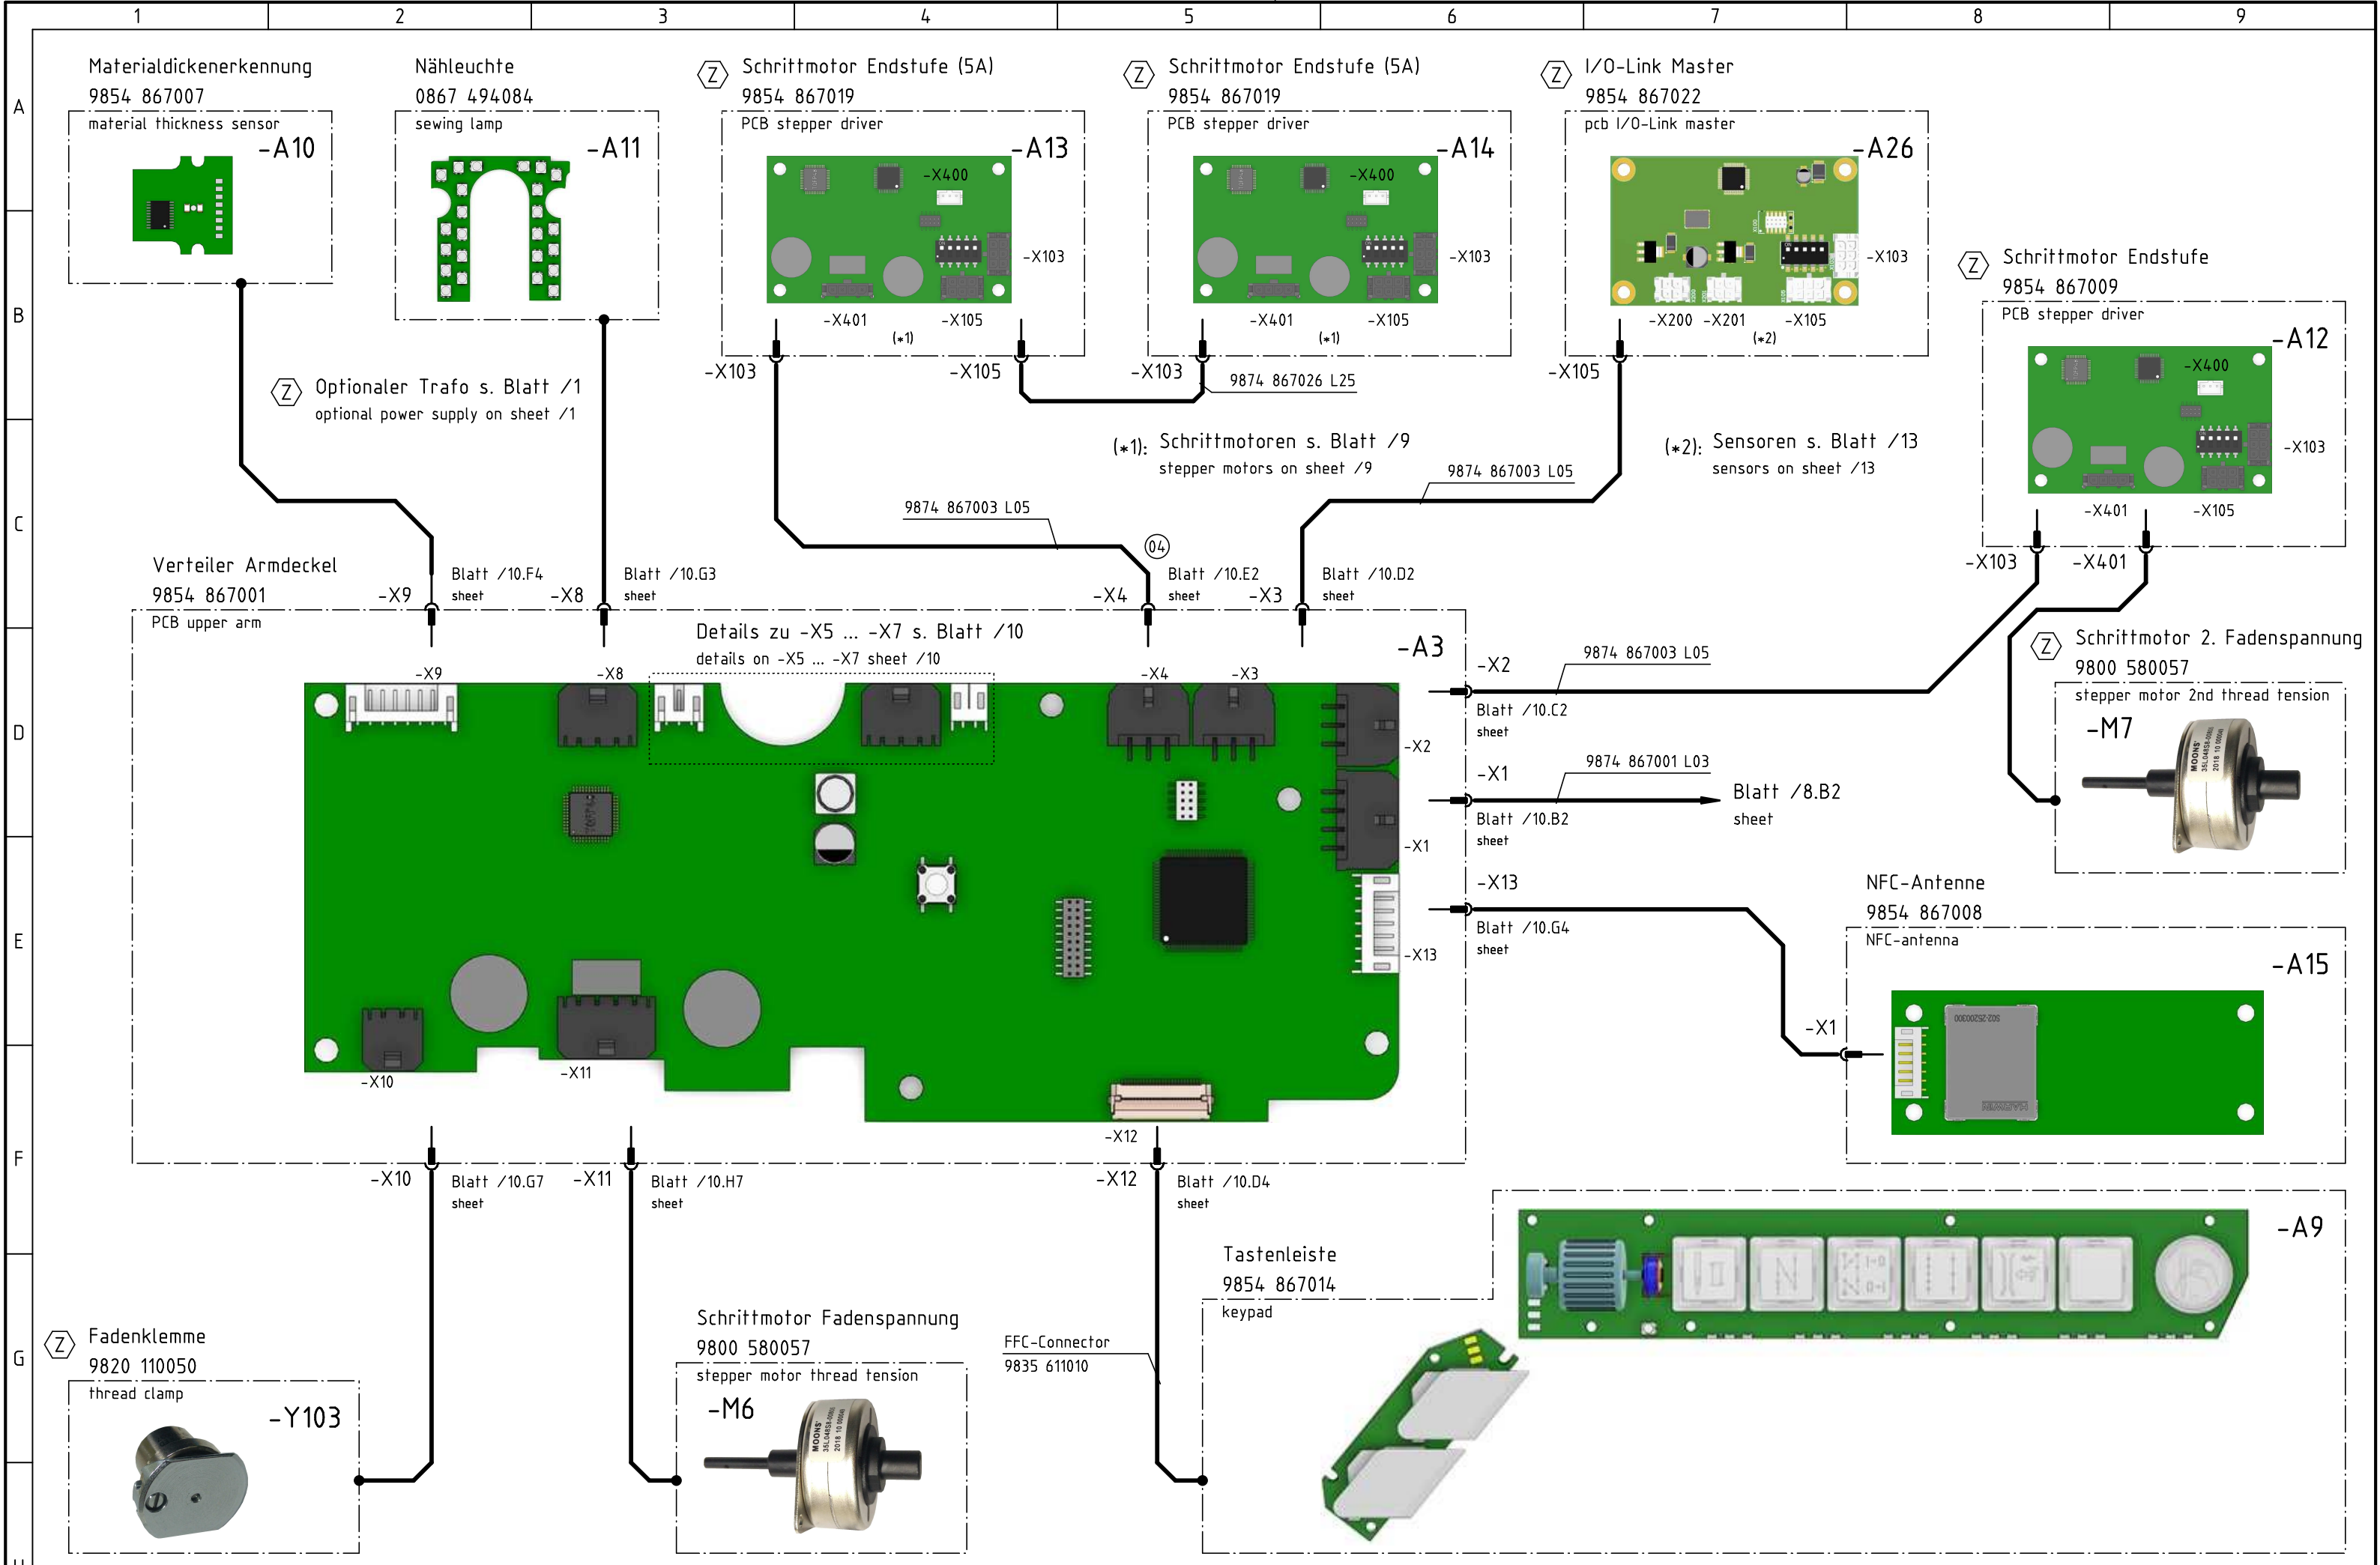 1 2 3 4 5 6 7 8 9
A
B
C
D
E
F
G
Materialdickenerkennung
9854 867007
material thickness sensor
-A10
Nähleuchte
0867 494084
sewing lamp
-A11
Z
Schrittmotor Endstufe (5A)
9854 867019
PCB stepper driver
-A13
-X400
-X103
-X401
-X105
(*1)
-X103
-X105
Z
Schrittmotor Endstufe (5A)
9854 867019
PCB stepper driver
-A14
-X400
-X103
-X401
-X105
(*1)
-X103
9874 867026 L25
Z
I/O-Link Master
9854 867022
pcb I/O-Link master
-A26
-X103
-X200
-X201
-X105
(*2)
-X105
Z
Schrittmotor Endstufe
9854 867009
PCB stepper driver
-A12
-X400
-X103
-X401
-X105
-X103
-X401
Z
Optionaler Trafo s. Blatt /1
optional power supply on sheet /1
(*1): Schrittmotoren s. Blatt /9
stepper motors on sheet /9
(*2): Sensoren s. Blatt /13
sensors on sheet /13
9874 867003 L05
9874 867003 L05
04
Verteiler Armdeckel
9854 867001
PCB upper arm
-X9
Blatt /10.F4
sheet
-X8
Blatt /10.G3
sheet
-X4
Blatt /10.E2
sheet
-X3
Blatt /10.D2
sheet
Details zu -X5 ... -X7 s. Blatt /10
details on -X5 ... -X7 sheet /10
-A3
-X9
-X8
-X4
-X3
-X2
-X1
-X13
-X10
-X11
-X12
-X2
9874 867003 L05
Blatt /10.C2
sheet
-X1
9874 867001 L03
Blatt /10.B2
sheet
Blatt /8.B2
sheet
-X13
Blatt /10.G4
sheet
Z
Schrittmotor 2. Fadenspannung
9800 580057
stepper motor 2nd thread tension
-M7
MOONS'
2018 10 000040
NFC-Antenne
9854 867008
NFC-antenna
-A15
-X1
S02-25200300
HARWIN
-X10
Blatt /10.G7
sheet
-X11
Blatt /10.H7
sheet
-X12
Blatt /10.D4
sheet
Tastenleiste
9854 867014
keypad
-A9
Z
Fadenklemme
9820 110050
thread clamp
-Y103
Schrittmotor Fadenspannung
9800 580057
stepper motor thread tension
-M6
MOONS'
2018 10 000040
FFC-Connector
9835 611010